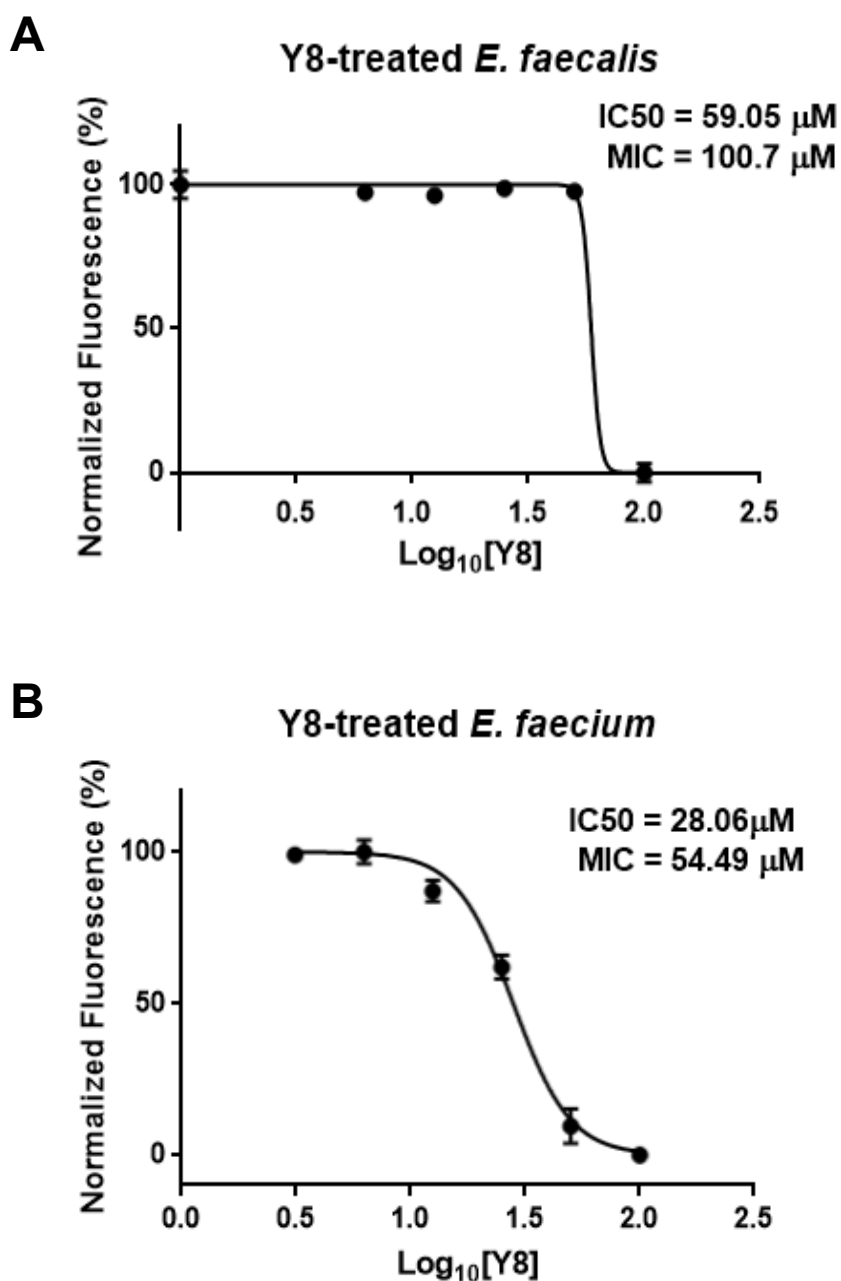 A
Y8-treated E. faecalis
IC50 = 59.05 μM
MIC = 100.7 μM
Normalized Fluorescence (%)
100
50
0
0.5 1.0 1.5 2.0 2.5
Log₁₀[Y8]
B
Y8-treated E. faecium
IC50 = 28.06μM
MIC = 54.49 μM
Normalized Fluorescence (%)
100
50
0
0.0 0.5 1.0 1.5 2.0 2.5
Log₁₀[Y8]